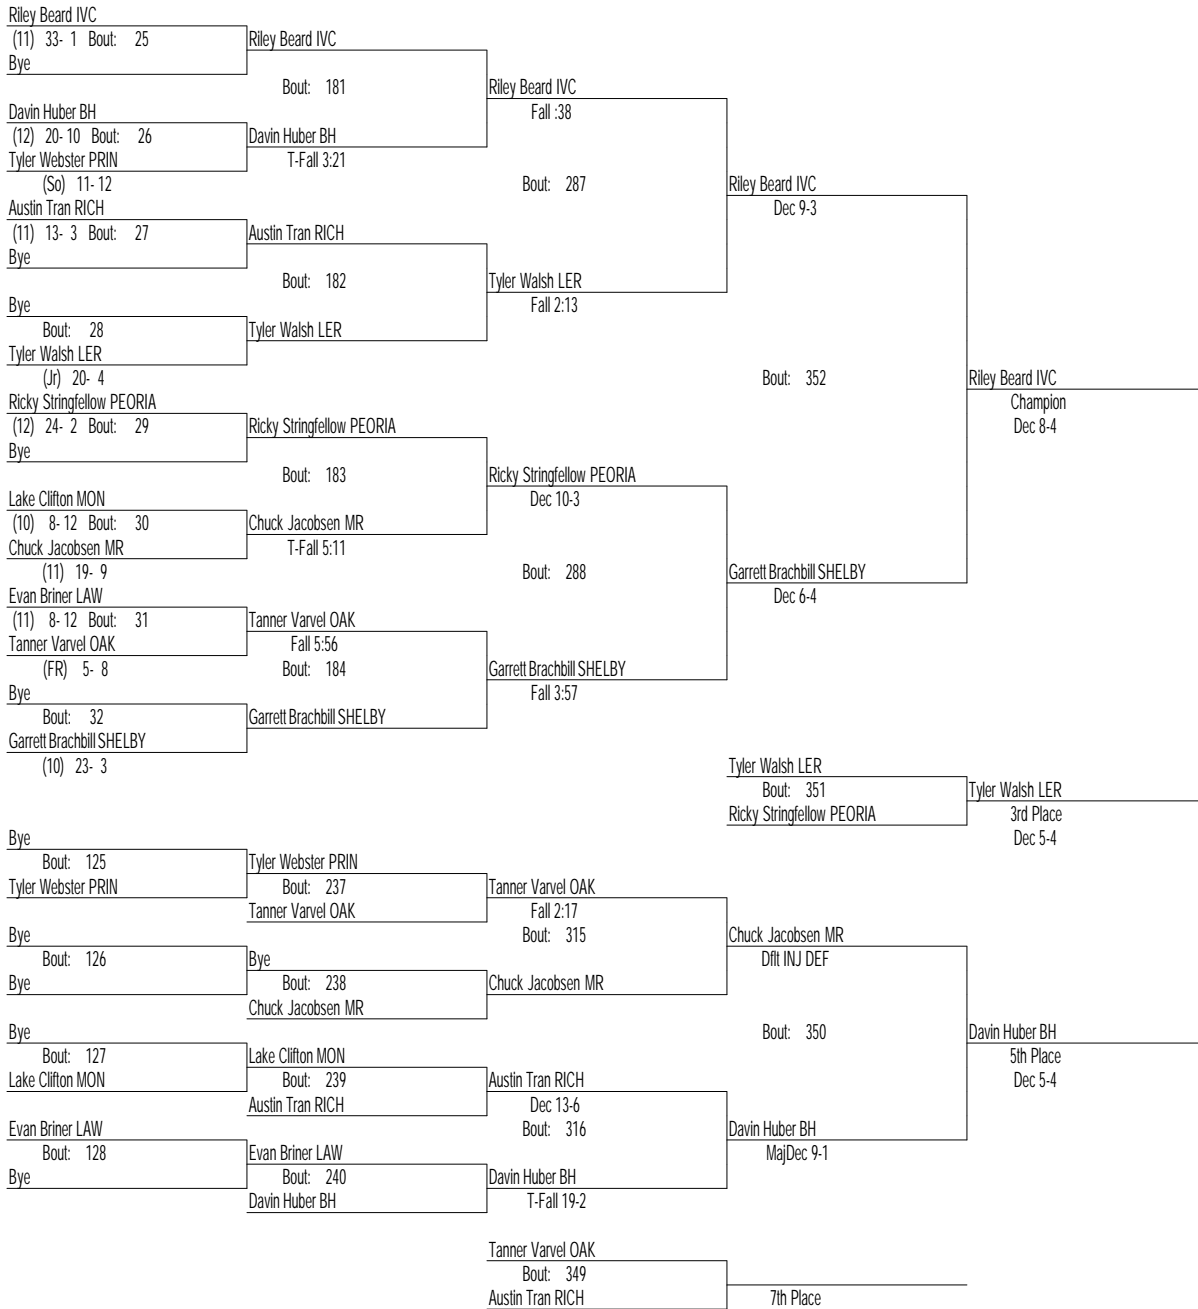 Riley Beard IVC
(11) 33- 1 Bout: 25
Riley Beard IVC
Bye
Bout: 181
Riley Beard IVC
Davin Huber BH
Fall :38
(12) 20- 10 Bout: 26
Davin Huber BH
Tyler Webster PRIN
T-Fall 3:21
(So) 11- 12
Bout: 287
Riley Beard IVC
Austin Tran RICH
Dec 9-3
(11) 13- 3 Bout: 27
Austin Tran RICH
Bye
Bout: 182
Tyler Walsh LER
Bye
Fall 2:13
Bout: 28
Tyler Walsh LER
Tyler Walsh LER
(Jr) 20- 4
Bout: 352
Riley Beard IVC
Ricky Stringfellow PEORIA
Champion
(12) 24- 2 Bout: 29
Ricky Stringfellow PEORIA
Dec 8-4
Bye
Bout: 183
Ricky Stringfellow PEORIA
Lake Clifton MON
Dec 10-3
(10) 8- 12 Bout: 30
Chuck Jacobsen MR
Chuck Jacobsen MR
T-Fall 5:11
(11) 19- 9
Bout: 288
Garrett Brachbill SHELBY
Evan Briner LAW
Dec 6-4
(11) 8- 12 Bout: 31
Tanner Varvel OAK
Tanner Varvel OAK
Fall 5:56
(FR) 5- 8
Bout: 184
Garrett Brachbill SHELBY
Bye
Fall 3:57
Bout: 32
Garrett Brachbill SHELBY
Garrett Brachbill SHELBY
(10) 23- 3
Tyler Walsh LER
Bout: 351
Tyler Walsh LER
Ricky Stringfellow PEORIA
3rd Place
Dec 5-4
Bye
Bout: 125
Tyler Webster PRIN
Tyler Webster PRIN
Bout: 237
Tanner Varvel OAK
Tanner Varvel OAK
Fall 2:17
Bye
Bout: 315
Chuck Jacobsen MR
Bout: 126
Bye
Dflt INJ DEF
Bye
Bout: 238
Chuck Jacobsen MR
Chuck Jacobsen MR
Bye
Bout: 350
Davin Huber BH
Bout: 127
Lake Clifton MON
5th Place
Lake Clifton MON
Bout: 239
Austin Tran RICH
Dec 5-4
Austin Tran RICH
Dec 13-6
Evan Briner LAW
Bout: 316
Davin Huber BH
Bout: 128
Evan Briner LAW
MajDec 9-1
Bye
Bout: 240
Davin Huber BH
Davin Huber BH
T-Fall 19-2
Tanner Varvel OAK
Bout: 349
Austin Tran RICH
7th Place